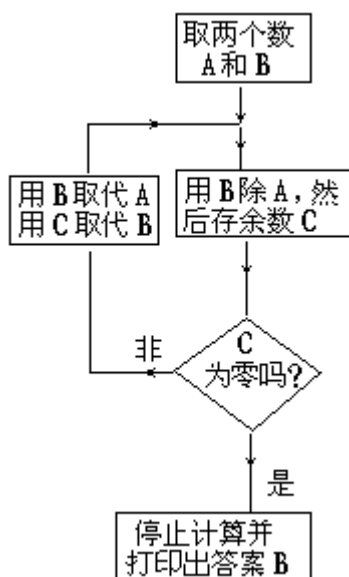 取两个数
A和B
用B取代A
用C取代B
用B除A,然
后存余数C
C
为零吗?
非
是
停止计算并
打印出答案B